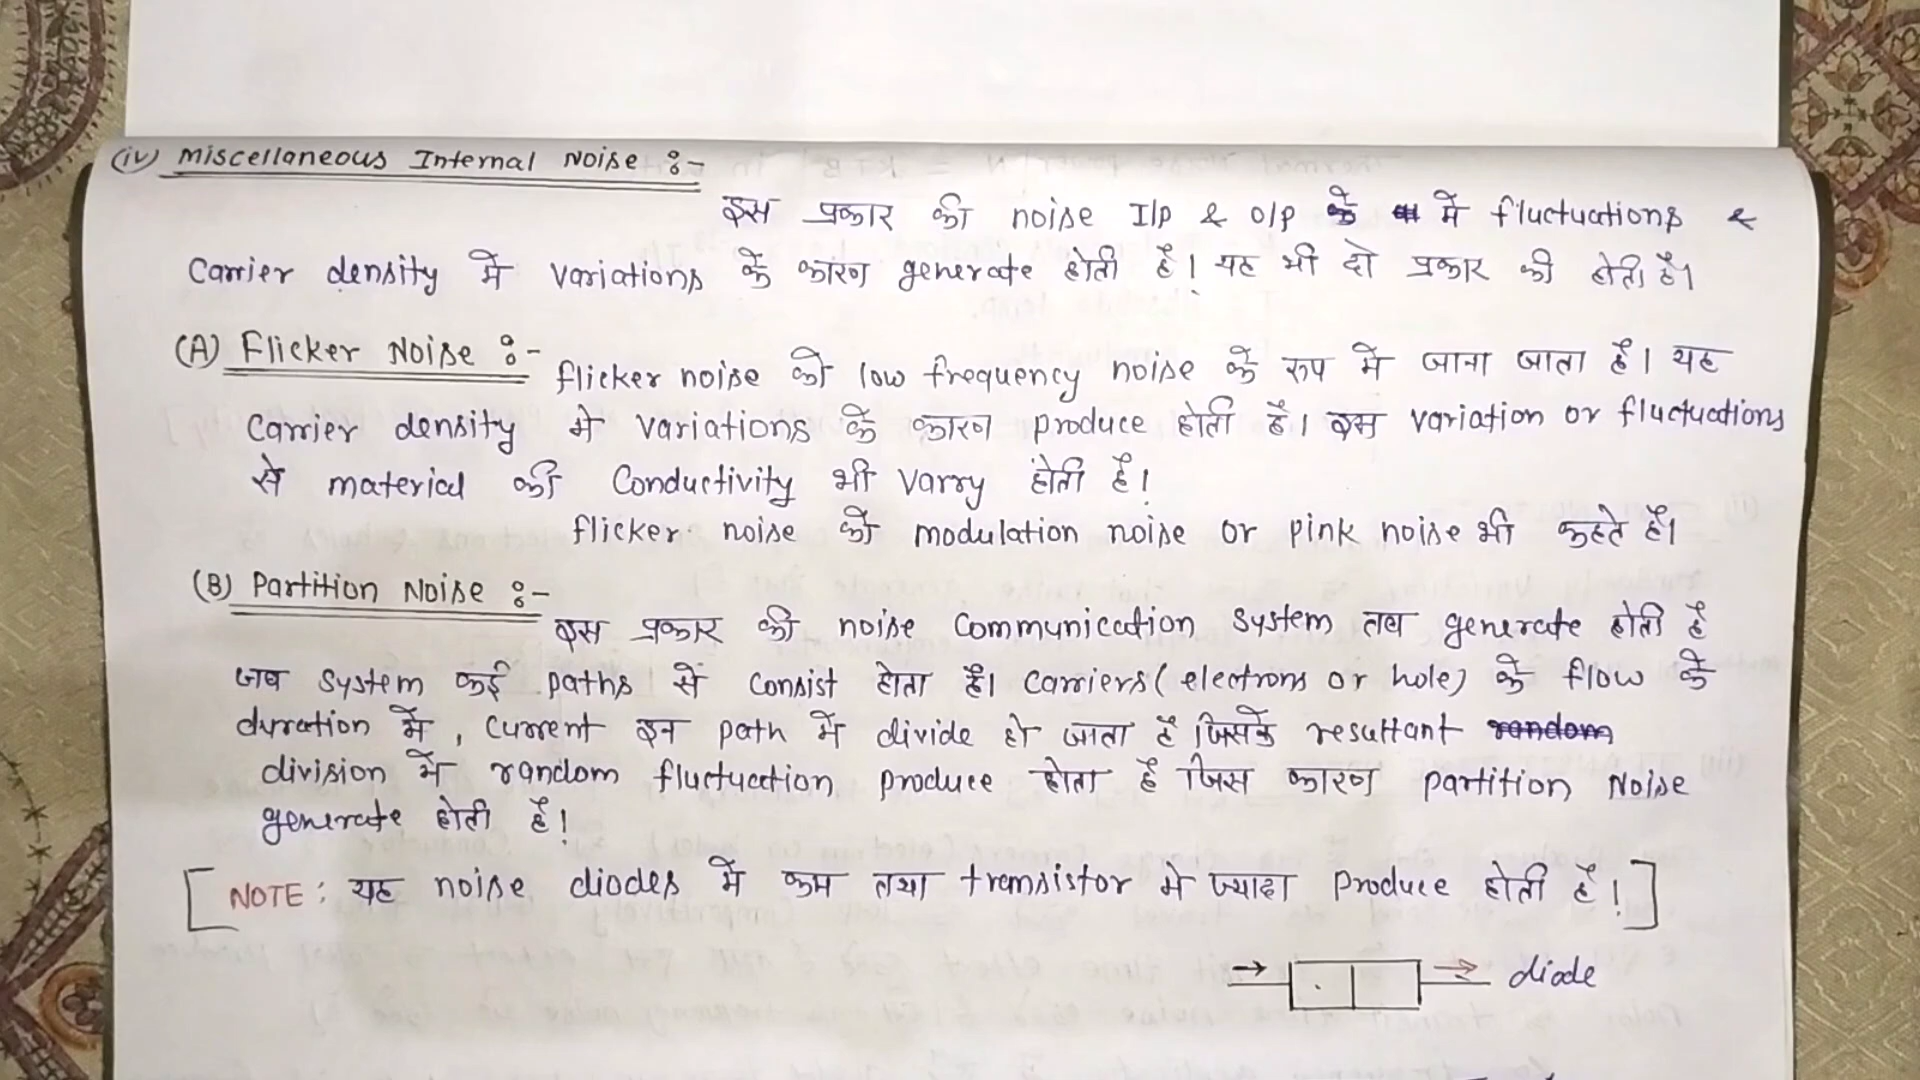 (iv) Miscellaneous Internal Noise :-
इस प्रकार की noise I/p & o/p के में fluctuations &
Carrier density में variations के कारण generate होती है। यह भी दो प्रकार की होती है।
(A) Flicker Noise :-
flicker noise को low frequency noise के रूप में जाना जाता है। यह
Carrier density मे variations के कारण produce होती है। इस variation or fluctuations
से material की Conductivity भी varry होती है।
flicker noise को modulation noise or pink noise भी कहते है।
(B) Partition Noise :-
इस प्रकार की noise Communication System तब generate होती है
जब system कई paths से consist होता है। Carriers (electrons or hole) के flow के
duration में, current इन path में divide हो जाता है जिसके resultant random
division में random fluctuation produce होता है जिस कारण partition Noise
generate होती है।
[NOTE : यह noise diodes में कम तथा transistor मे ज्यादा produce होती है।]
→ → diode